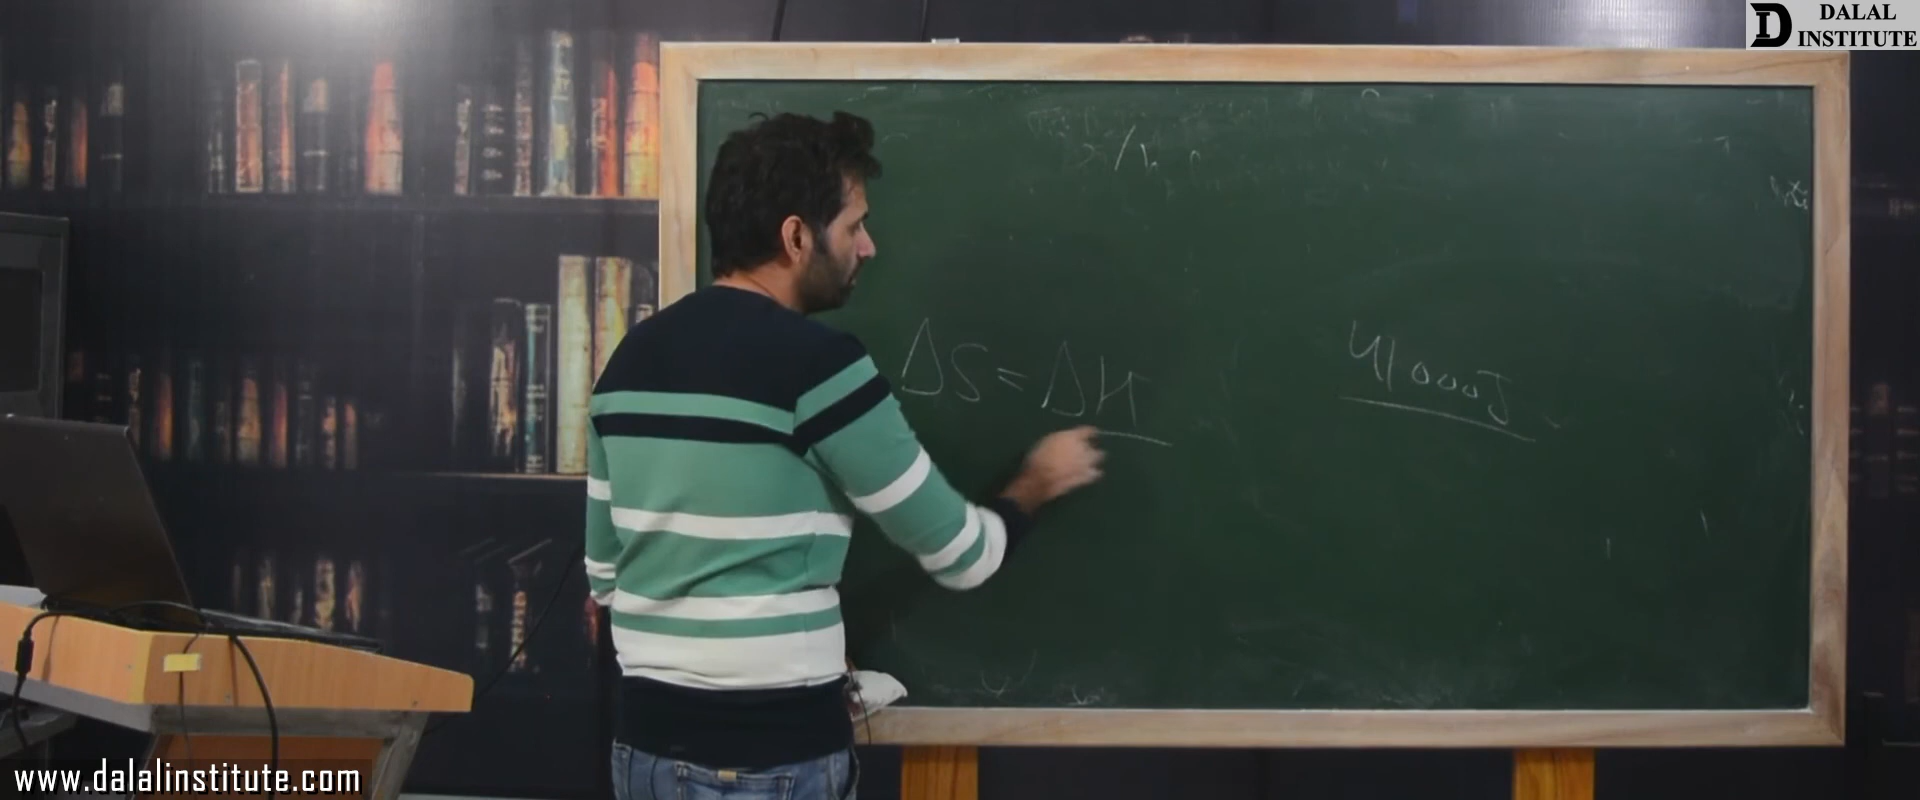 DALAL
INSTITUTE
ΔS = ΔH
41000J
www.dalalinstitute.com